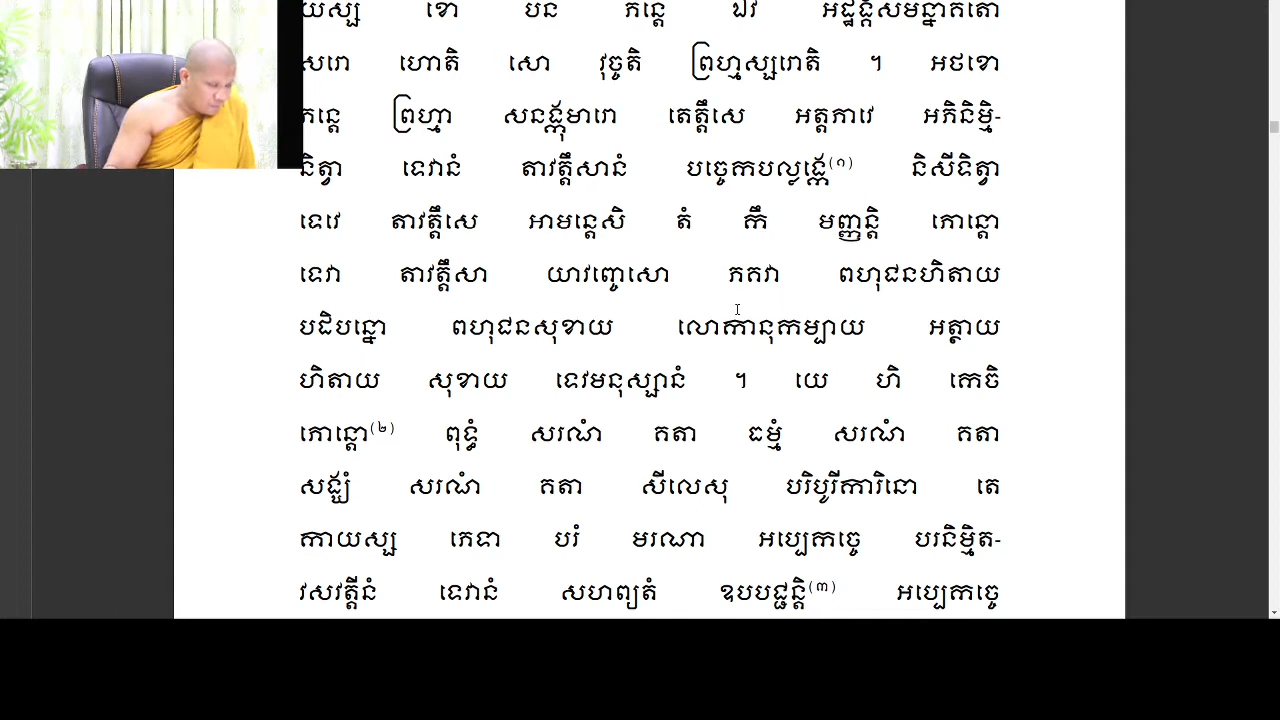 យស្ស ខោ បន ភន្តេ ឯវំ អដ្ឋង្គសមន្នាគតោ
សរោ ហោតិ សោ វុច្ចតិ ព្រហ្មស្សរោតិ ។ អថខោ
ភន្តេ ព្រហ្មា សនង្កុមារោ តេត្តឹសេ អត្តភាវេ អភិនិម្មិ-
និត្វា ទេវានំ តាវត្តឹសានំ បច្ចេកបល្លង្កេ(១) និសីទិត្វា
ទេវេ តាវត្តឹសេ អាមន្តេសិ តំ កឹ មញ្ញន្តិ ភោន្តោ
ទេវា តាវត្តឹសា យាវញ្ចេសោ ភគវា ពហុជនហិតាយ
បដិបន្នោ ពហុជនសុខាយ លោកានុកម្បាយ អត្ថាយ
ហិតាយ សុខាយ ទេវមនុស្សានំ ។ យេ ហិ កេចិ
ភោន្តោ(២) ពុទ្ធំ សរណំ គតា ធម្មំ សរណំ គតា
សង្ឃំ សរណំ គតា សីលេសុ បរិបូរីការិនោ តេ
កាយស្ស ភេទា បរំ មរណា អប្បេកច្ចេ បរនិម្មិត-
វសវត្តីនំ ទេវានំ សហព្យតំ ឧបបជ្ជន្តិ(៣) អប្បេកច្ចេ